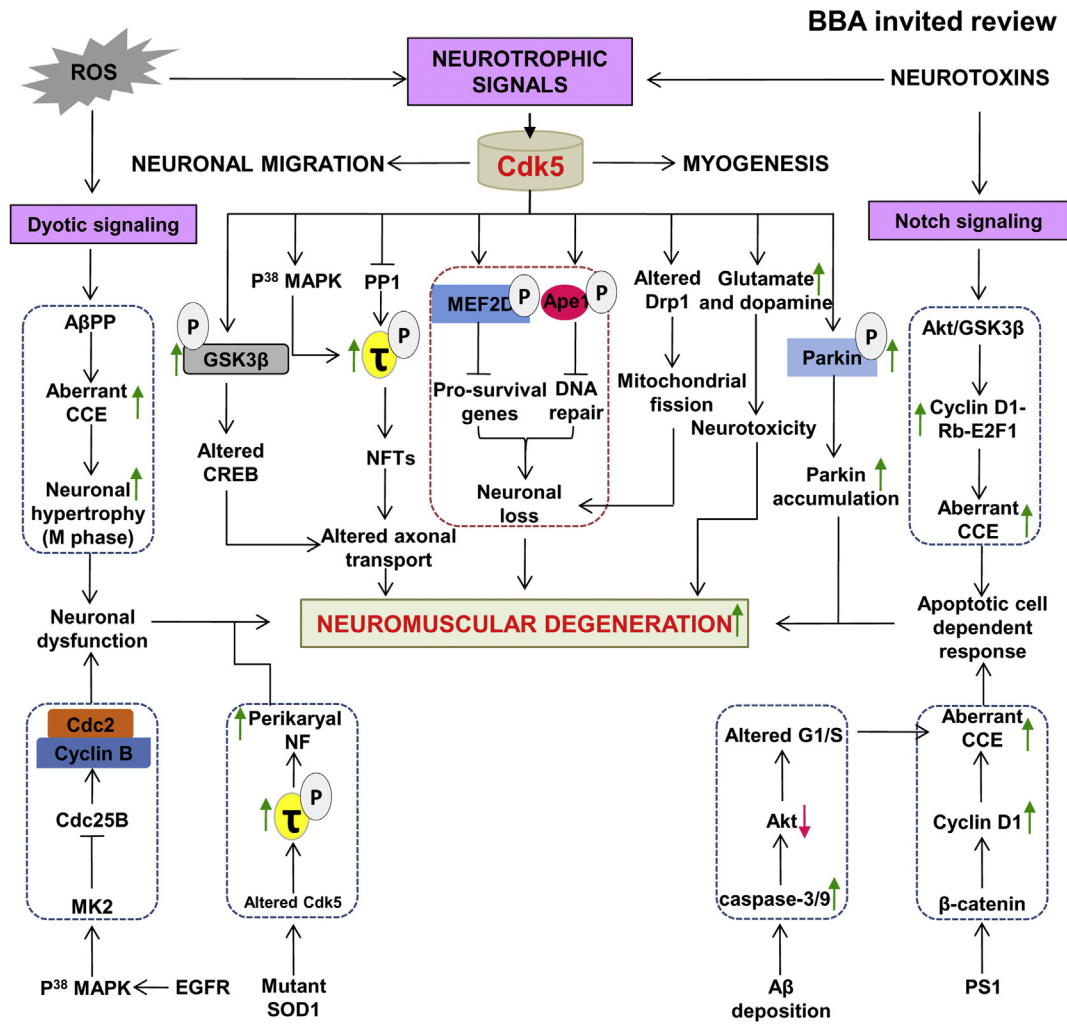 BBA invited review
ROS
NEUROTROPHIC
SIGNALS
NEUROTOXINS
NEURONAL MIGRATION
Cdk5
MYOGENESIS
Dyotic signaling
Notch signaling
P38 MAPK
PP1
MEF2D
P
Ape1
P
Altered
Drp1
Glutamate
and dopamine
AβPP
Aberrant
CCE
Neuronal
hypertrophy
(M phase)
P
GSK3β
Altered
CREB
P
τ
NFTs
Altered axonal
transport
Pro-survival
genes
DNA
repair
Neuronal
loss
Mitochondrial
fission
Neurotoxicity
P
Parkin
Parkin
accumulation
Akt/GSK3β
Cyclin D1-
Rb-E2F1
Aberrant
CCE
Neuronal
dysfunction
NEUROMUSCULAR DEGENERATION
Apoptotic cell
dependent
response
Cdc2
Cyclin B
Cdc25B
MK2
P38 MAPK
EGFR
Perikaryal
NF
P
τ
Altered Cdk5
Mutant
SOD1
Altered G1/S
Akt
caspase-3/9
Aβ
deposition
Aberrant
CCE
Cyclin D1
β-catenin
PS1